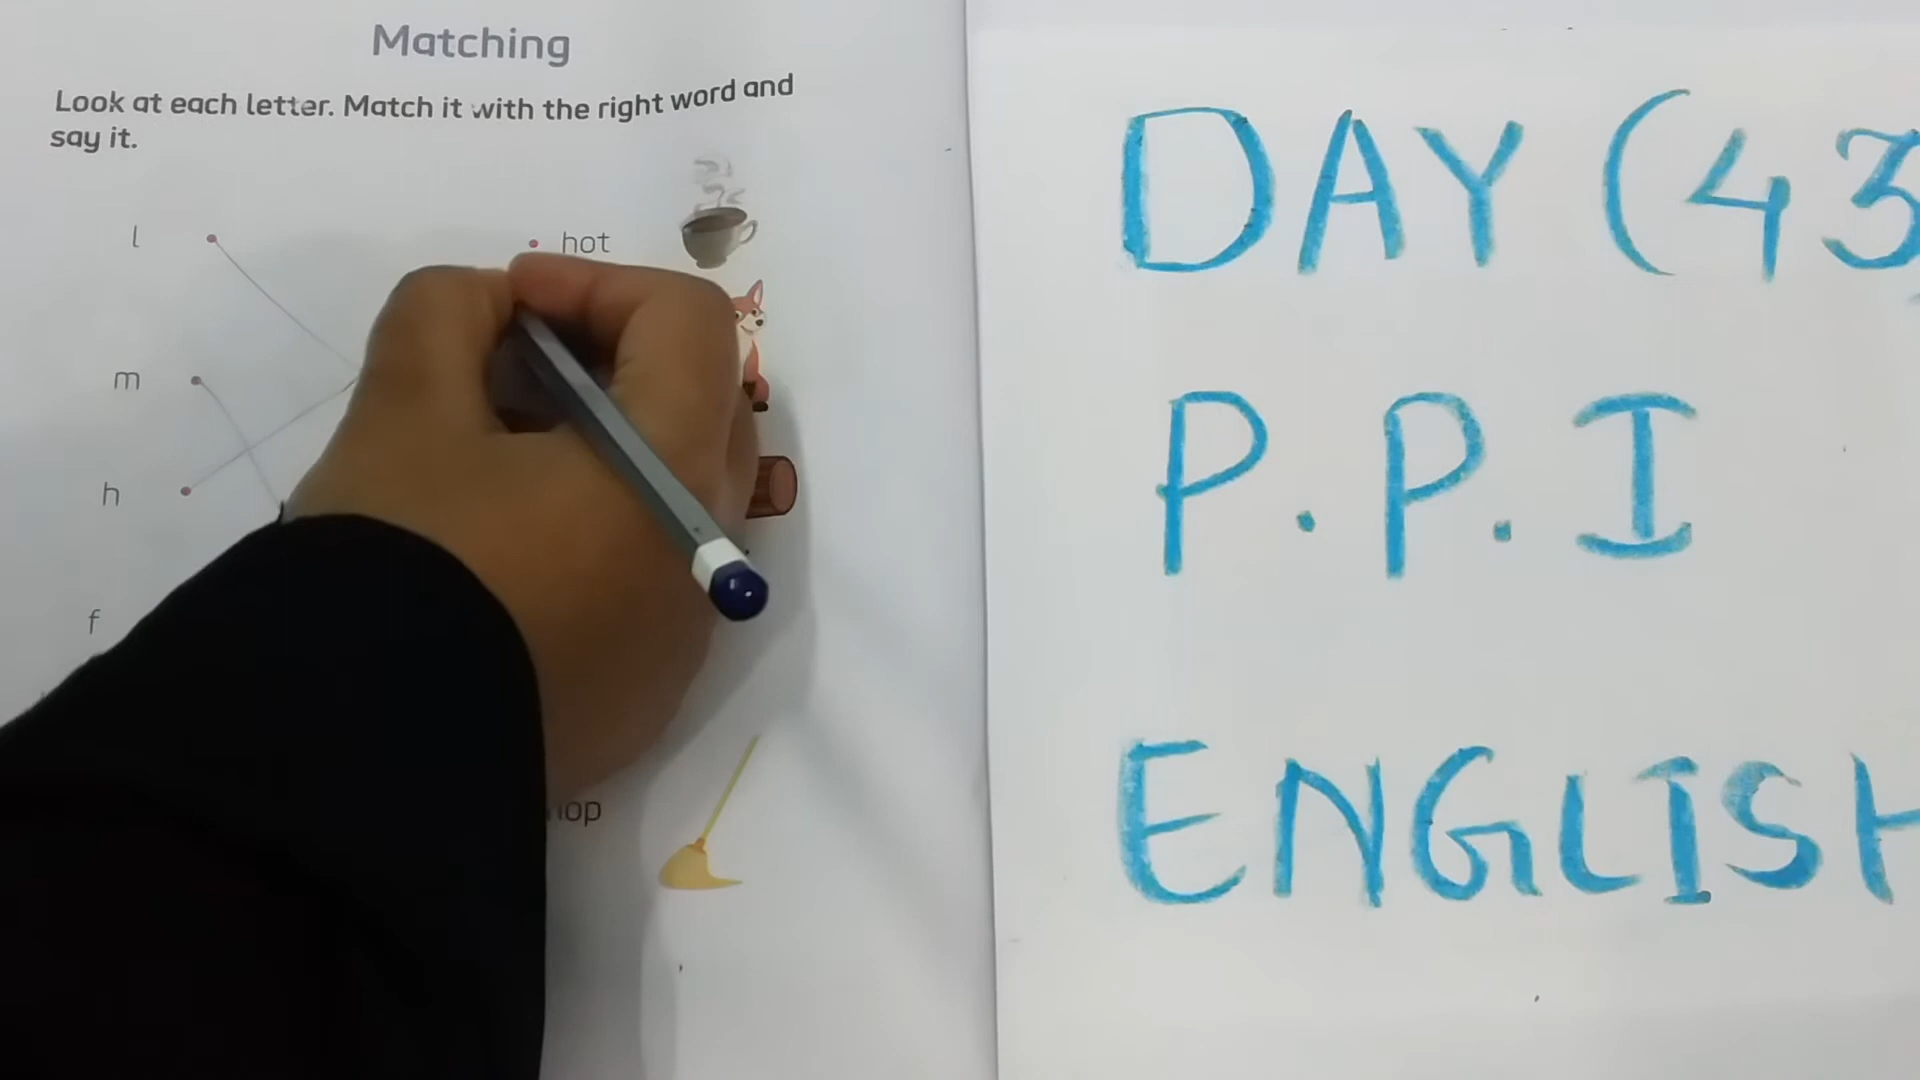 Matching
Look at each letter. Match it with the right word and
say it.
l
hot
m
h
f
DAY (43
P.P.I
ENGLISH